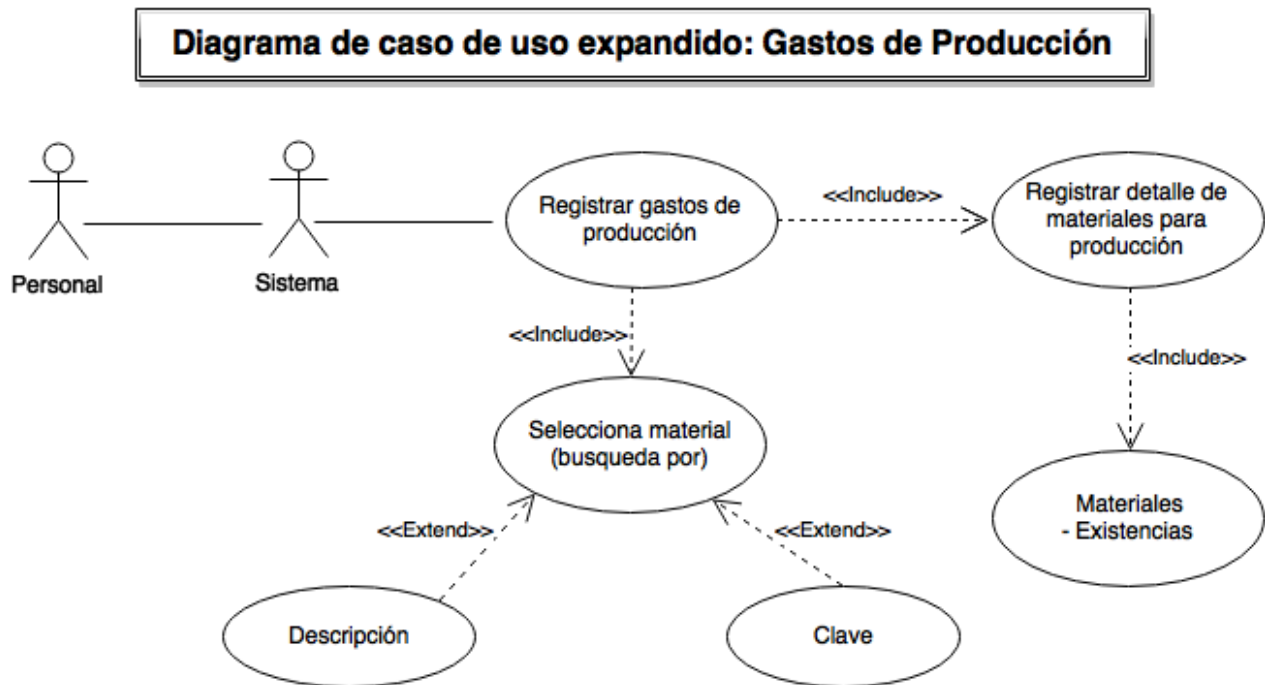 Diagrama de caso de uso expandido: Gastos de Producción
Personal
Sistema
Registrar gastos de
producción
<<Include>>
Registrar detalle de
materiales para
producción
<<Include>>
<<Include>>
Selecciona material
(busqueda por)
Materiales
- Existencias
<<Extend>>
<<Extend>>
Descripción
Clave